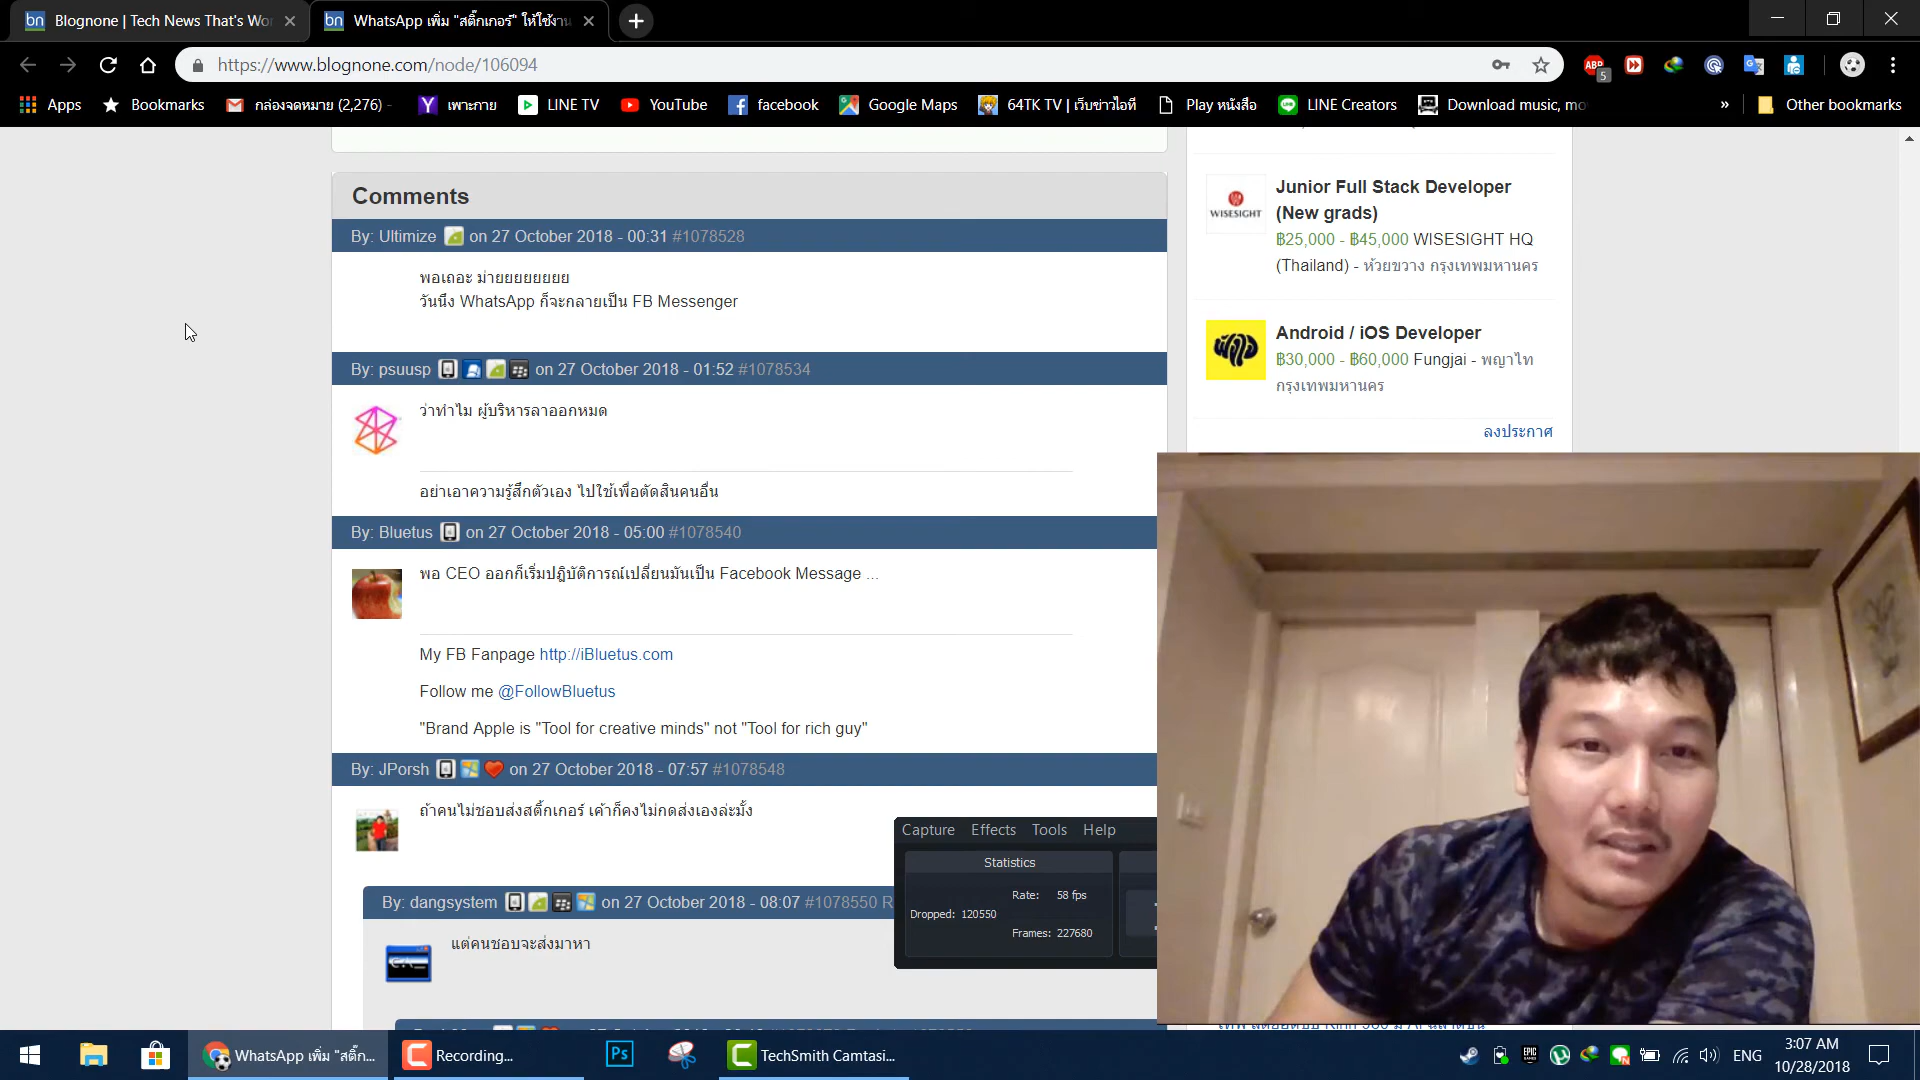 Blognone | Tech News That's Wor
WhatsApp เพิ่ม "สติ๊กเกอร์" ให้ใช้งาน
https://www.blognone.com/node/106094
ABP
5
Apps
Bookmarks
กล่องจดหมาย (2,276) -
เพาะกาย
LINE TV
YouTube
facebook
Google Maps
64TK TV | เว็บข่าวไอที
Play หนังสือ
LINE Creators
Download music, mo
Other bookmarks
Comments
By: Ultimize on 27 October 2018 - 00:31 #1078528
พอเถอะ ม่ายยยยยยยย
วันนึง WhatsApp ก็จะกลายเป็น FB Messenger
By: psuusp on 27 October 2018 - 01:52 #1078534
ว่าทำไม ผู้บริหารลาออกหมด
อย่าเอาความรู้สึกตัวเอง ไปใช้เพื่อตัดสินคนอื่น
By: Bluetus on 27 October 2018 - 05:00 #1078540
พอ CEO ออกก็เริ่มปฏิบัติการณ์เปลี่ยนมันเป็น Facebook Message ...
My FB Fanpage http://iBluetus.com
Follow me @FollowBluetus
"Brand Apple is "Tool for creative minds" not "Tool for rich guy"
By: JPorsh on 27 October 2018 - 07:57 #1078548
ถ้าคนไม่ชอบส่งสติ้กเกอร์ เค้าก็คงไม่กดส่งเองล่ะมั้ง
By: dangsystem on 27 October 2018 - 08:07 #1078550 R
แต่คนชอบจะส่งมาหา
WISESIGHT
Junior Full Stack Developer
(New grads)
฿25,000 - ฿45,000 WISESIGHT HQ
(Thailand) - ห้วยขวาง กรุงเทพมหานคร
Android / iOS Developer
฿30,000 - ฿60,000 Fungjai - พญาไท
กรุงเทพมหานคร
ลงประกาศ
Capture Effects Tools Help
Statistics
Rate: 58 fps
Dropped: 120550
Frames: 227680
WhatsApp เพิ่ม "สติ๊ก...
Recording...
Ps
TechSmith Camtasi...
ENG
3:07 AM
10/28/2018